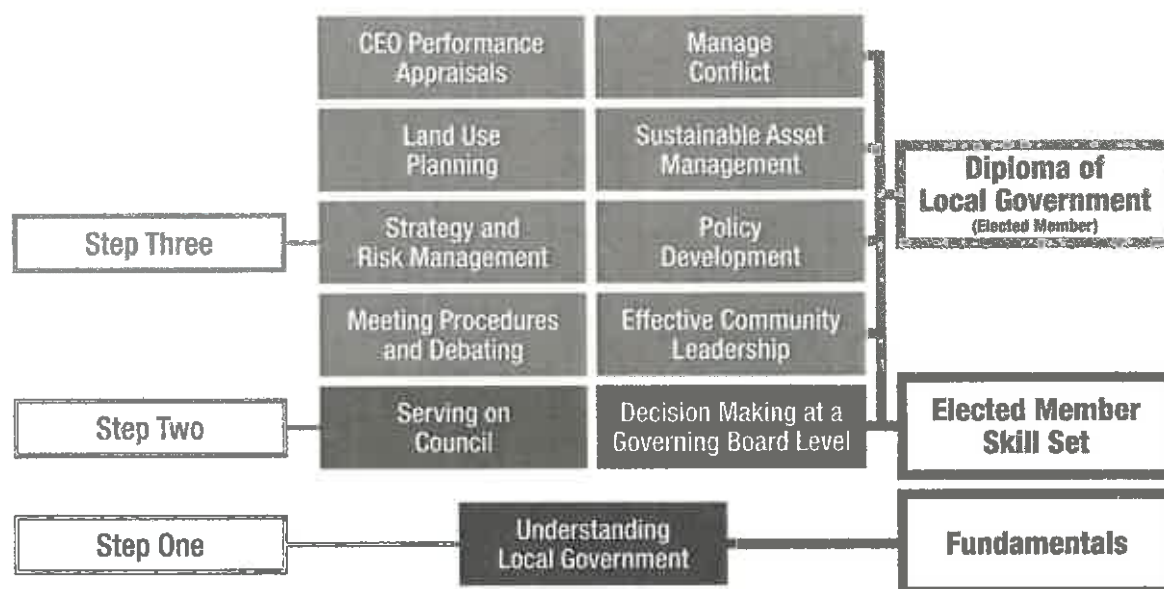 CEO Performance
Appraisals
Manage
Conflict
Land Use
Planning
Sustainable Asset
Management
Diploma of
Local Government
(Elected Member)
Step Three
Strategy and
Risk Management
Policy
Development
Meeting Procedures
and Debating
Effective Community
Leadership
Step Two
Serving on
Council
Decision Making at a
Governing Board Level
Elected Member
Skill Set
Step One
Understanding
Local Government
Fundamentals